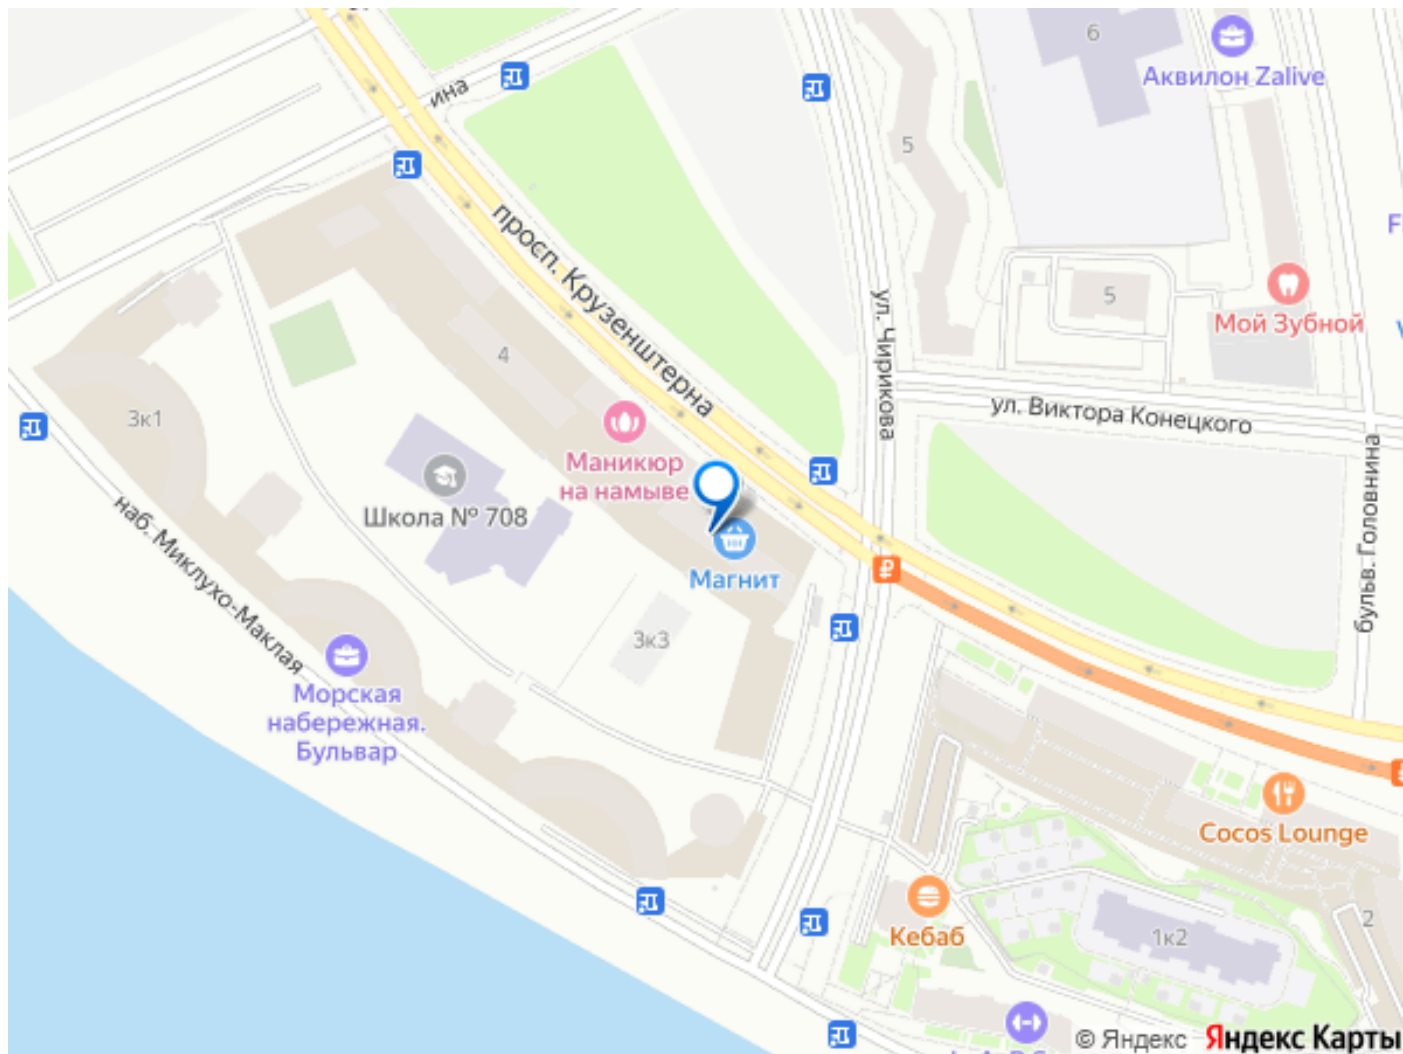 6
Аквилон Zalive
ина
5
просп. Крузенштерна
ул. Чирикова
5
Мой Зубной
4
3к1
ул. Виктора Конецкого
Маникюр
на намыве
Школа № 708
бульв. Головнина
наб. Миклухо-Маклая
Магнит
3к3
Морская
набережная.
Бульвар
Cocos Lounge
2
Кебаб
1к2
© Яндекс Яндекс Карты